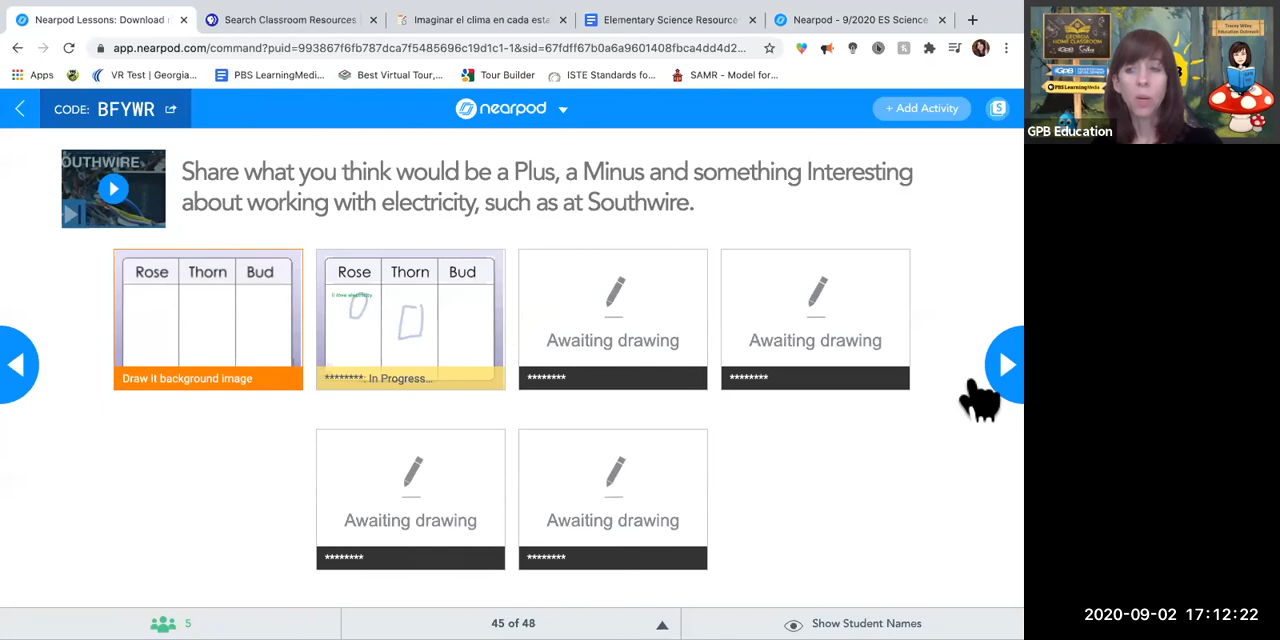 Nearpod Lessons: Download r
Search Classroom Resources
Imaginar el clima en cada esta
Elementary Science Resource
Nearpod - 9/2020 ES Science
app.nearpod.com/command?puid=
Apps
VR Test | Georgia...
PBS LearningMedi...
Best Virtual Tour,...
Tour Builder
ISTE Standards fo...
SAMR - Model for...
CODE: BFYWR
nearpod
+ Add Activity
S
OUTHWIRE
Share what you think would be a Plus, a Minus and something Interesting
about working with electricity, such as at Southwire.
Rose Thorn Bud
Draw it background image
Rose Thorn Bud
I love electricity
********: In Progress...
Awaiting drawing
********
Awaiting drawing
********
Awaiting drawing
********
Awaiting drawing
********
5
45 of 48
Show Student Names
GPB Education
2020-09-02 17:12:22